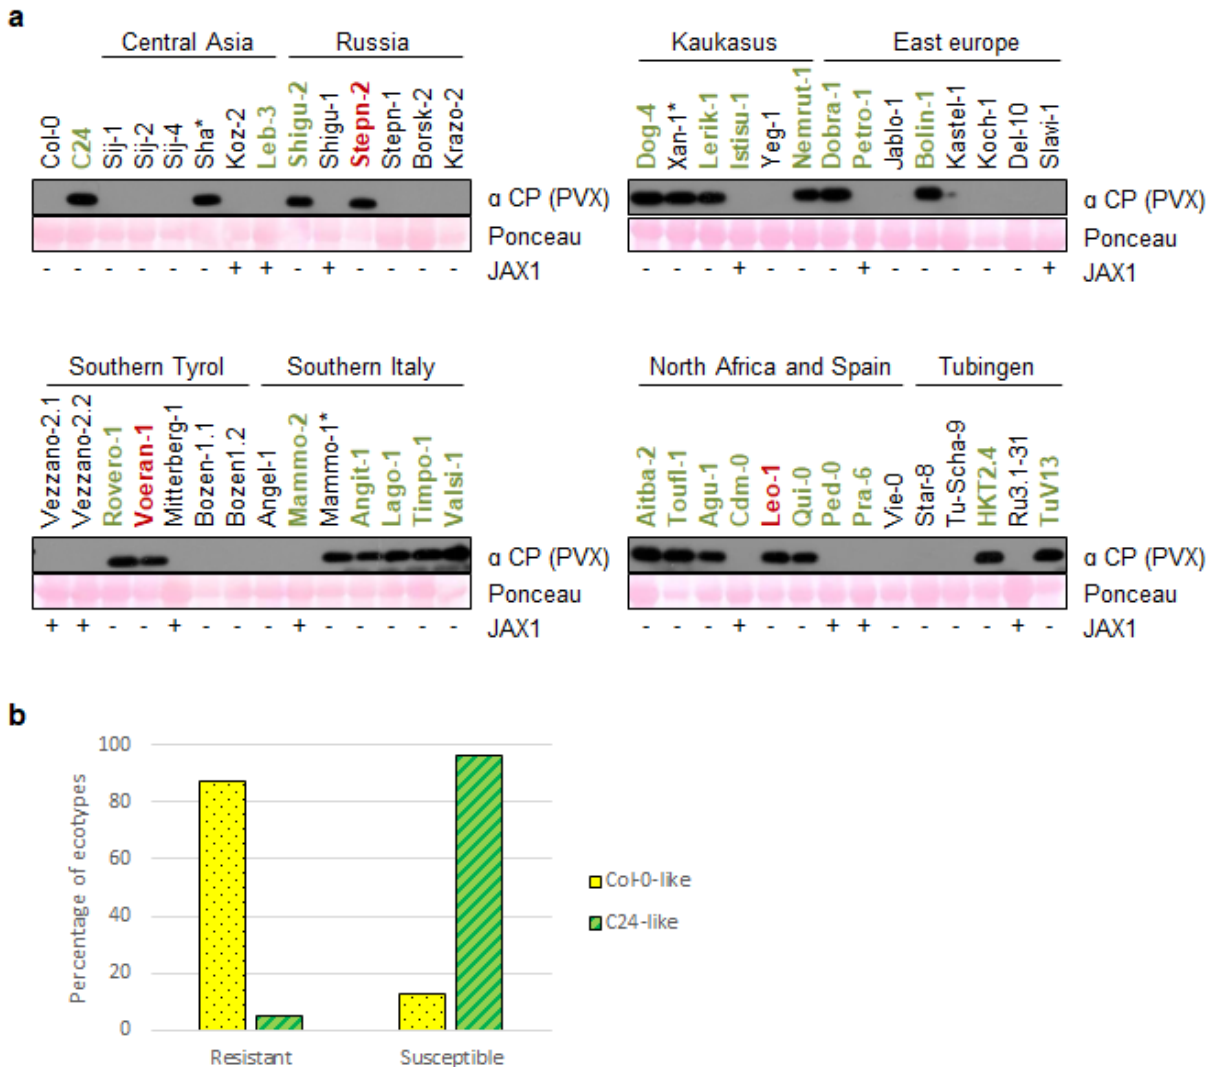 a
Central Asia
Russia
Col-0
C24
Sij-1
Sij-2
Sij-4
Sha*
Koz-2
Leb-3
Shigu-2
Shigu-1
Stepn-2
Stepn-1
Borsk-2
Krazo-2
α CP (PVX)
Ponceau
- - - - - - + + - + - - - - JAX1
Kaukasus
East europe
Dog-4
Xan-1*
Lerik-1
Istisu-1
Yeg-1
Nemrut-1
Dobra-1
Petro-1
Jablo-1
Bolin-1
Kastel-1
Koch-1
Del-10
Slavi-1
α CP (PVX)
Ponceau
- - - + - - - + - - - - - + JAX1
Southern Tyrol
Southern Italy
Vezzano-2.1
Vezzano-2.2
Rovero-1
Voeran-1
Mitterberg-1
Bozen-1.1
Bozen1.2
Angel-1
Mammo-2
Mammo-1*
Angit-1
Lago-1
Timpo-1
Valsi-1
α CP (PVX)
Ponceau
+ + - - + - - - + - - - - - JAX1
North Africa and Spain
Tubingen
Aitba-2
Toufl-1
Agu-1
Cdm-0
Leo-1
Qui-0
Ped-0
Pra-6
Vie-0
Star-8
Tu-Scha-9
HKT2.4
Ru3.1-31
TuV13
α CP (PVX)
Ponceau
- - - + - - + + - - - - + - JAX1
b
Percentage of ecotypes
100
80
60
40
20
0
Resistant
Susceptible
Col-0-like
C24-like